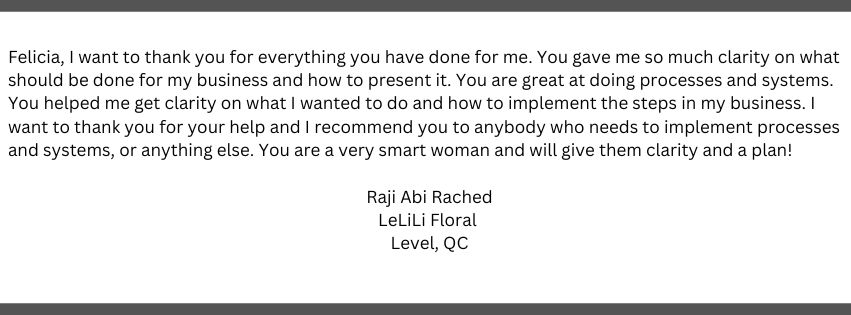 Felicia, I want to thank you for everything you have done for me. You gave me so much clarity on what
should be done for my business and how to present it. You are great at doing processes and systems.
You helped me get clarity on what I wanted to do and how to implement the steps in my business. I
want to thank you for your help and I recommend you to anybody who needs to implement processes
and systems, or anything else. You are a very smart woman and will give them clarity and a plan!
Raji Abi Rached
LeLiLi Floral
Level, QC